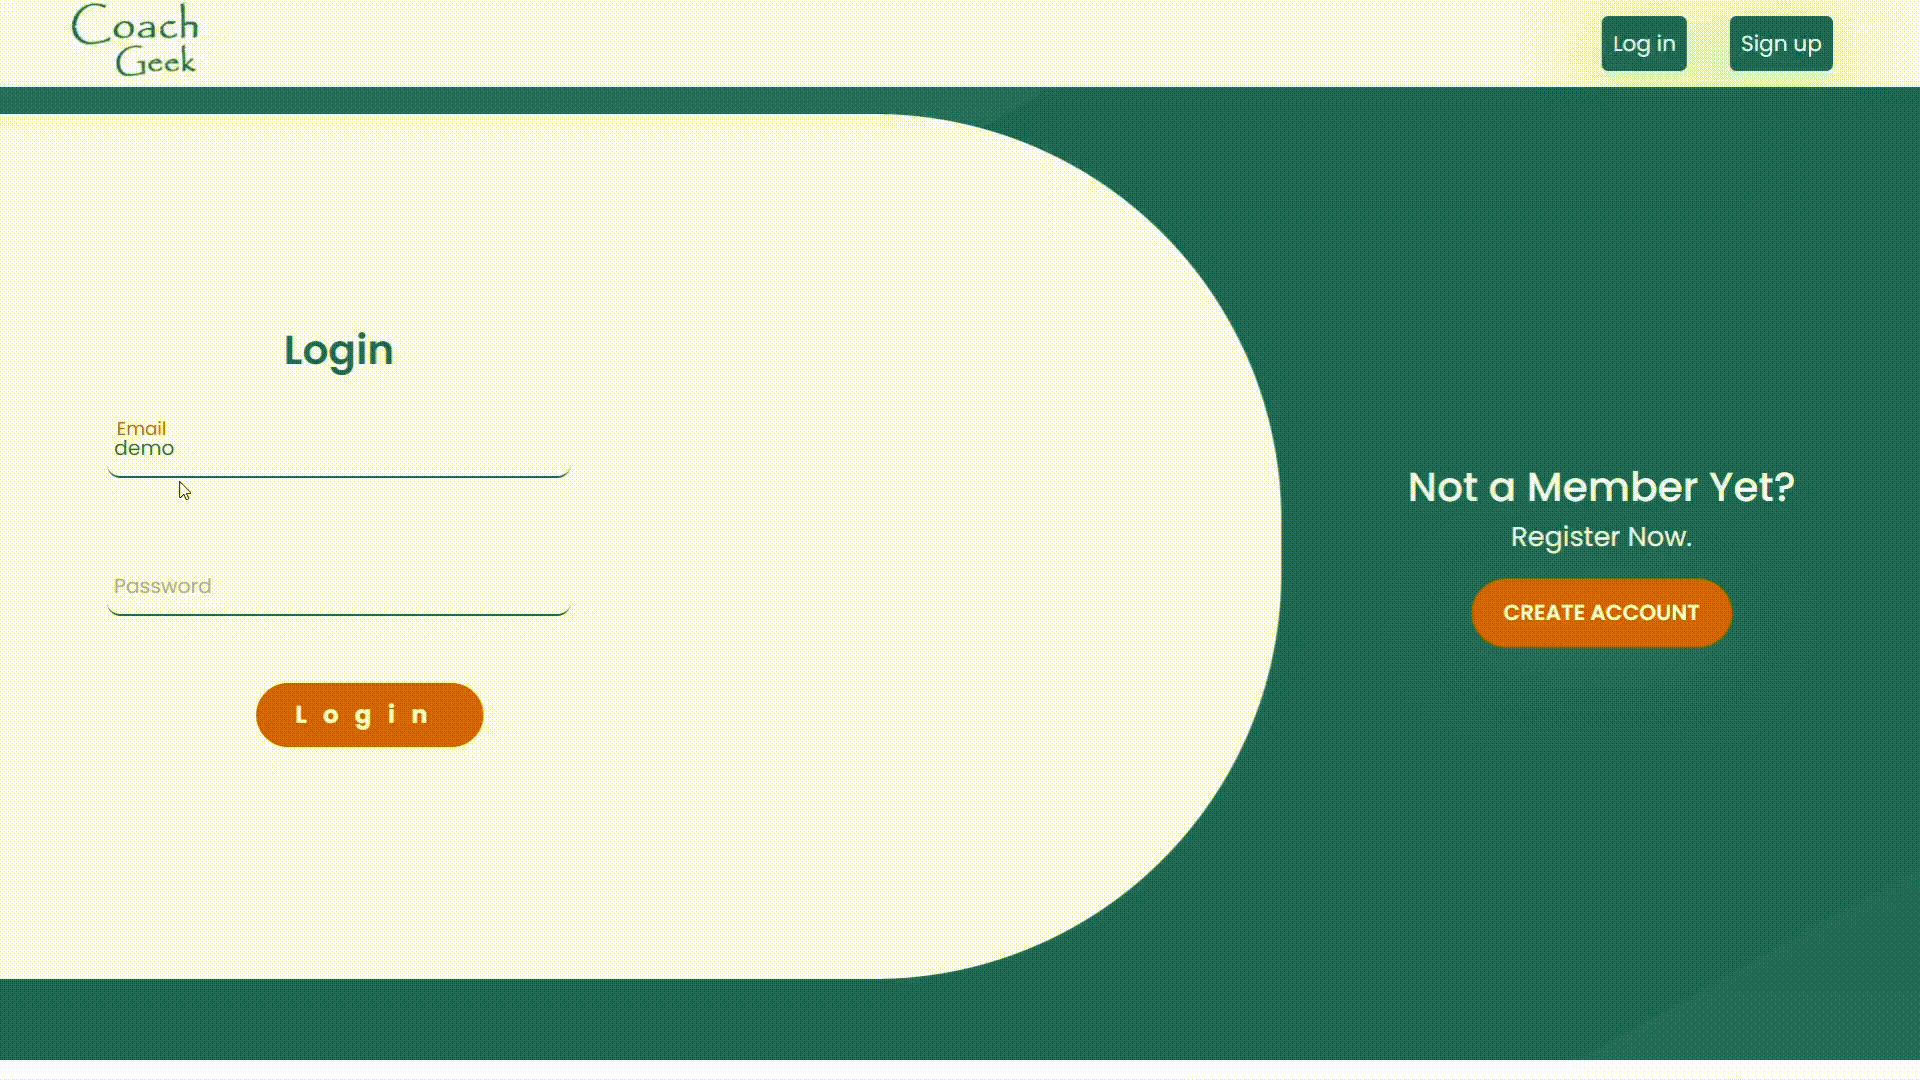 Coach
Geek
Log in
Sign up
Login
Email
demo
Password
Login
Not a Member Yet?
Register Now.
CREATE ACCOUNT